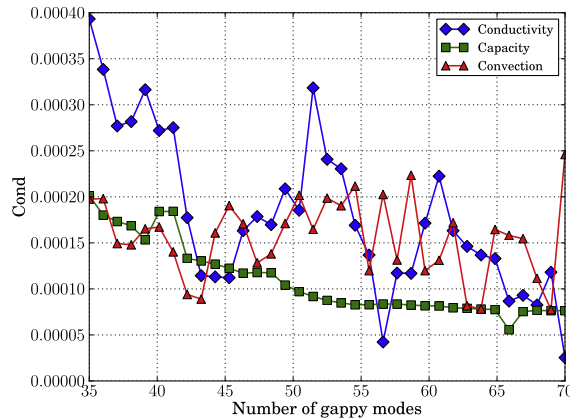 0.00040
0.00035
0.00030
0.00025
0.00020
0.00015
0.00010
0.00005
0.00000
Cond
Conductivity
Capacity
Convection
35 40 45 50 55 60 65 70
Number of gappy modes